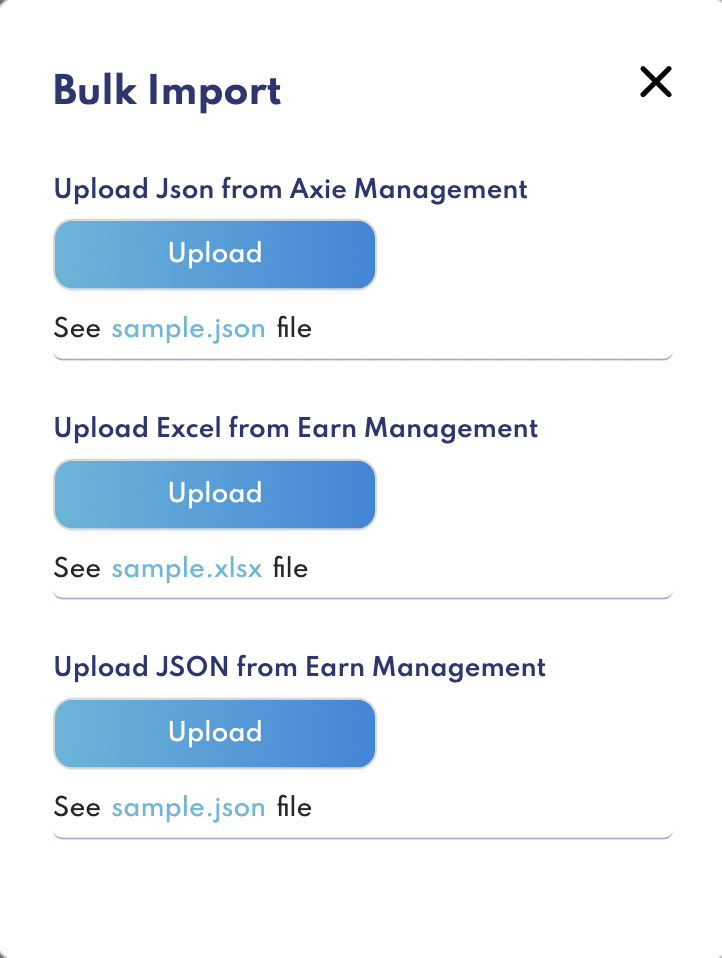 Bulk Import
Upload Json from Axie Management
Upload
See sample.json file
Upload Excel from Earn Management
Upload
See sample.xlsx file
Upload JSON from Earn Management
Upload
See sample.json file